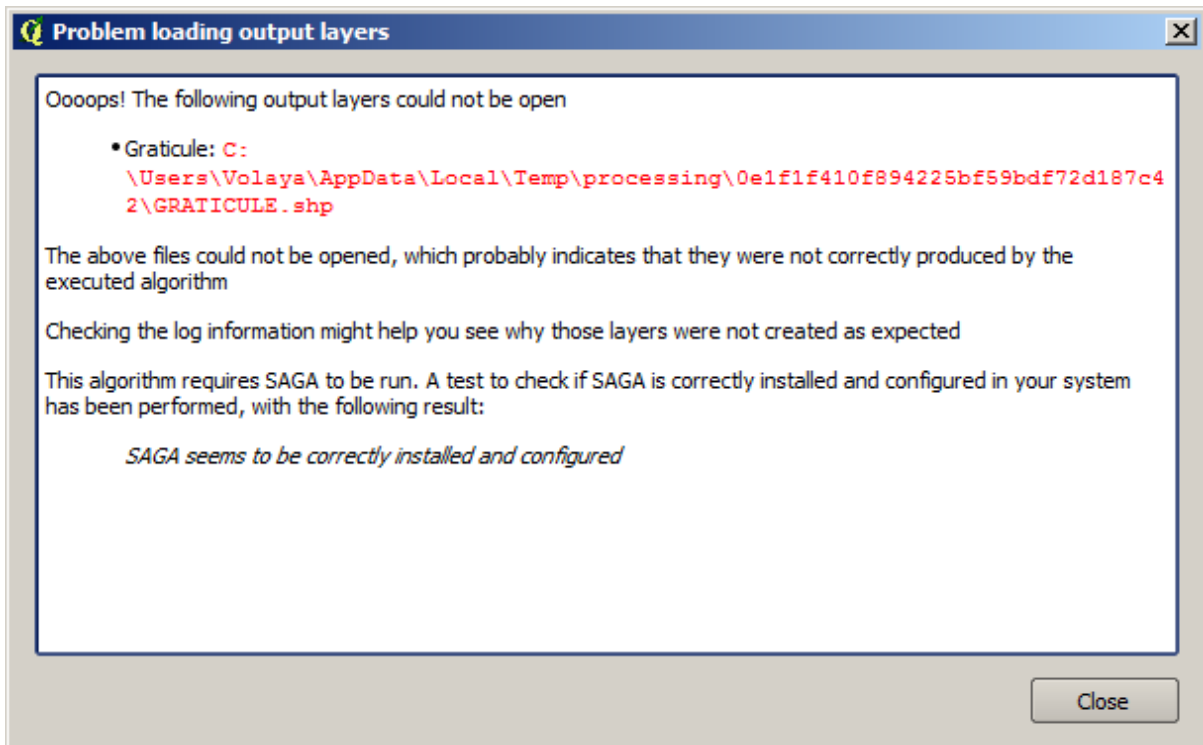 Problem loading output layers
Oooops! The following output layers could not be open
• Graticule: C:
\Users\Volaya\AppData\Local\Temp\processing\0e1f1f410f894225bf59bdf72d187c4
2\GRATICULE.shp
The above files could not be opened, which probably indicates that they were not correctly produced by the
executed algorithm
Checking the log information might help you see why those layers were not created as expected
This algorithm requires SAGA to be run. A test to check if SAGA is correctly installed and configured in your system
has been performed, with the following result:
SAGA seems to be correctly installed and configured
Close